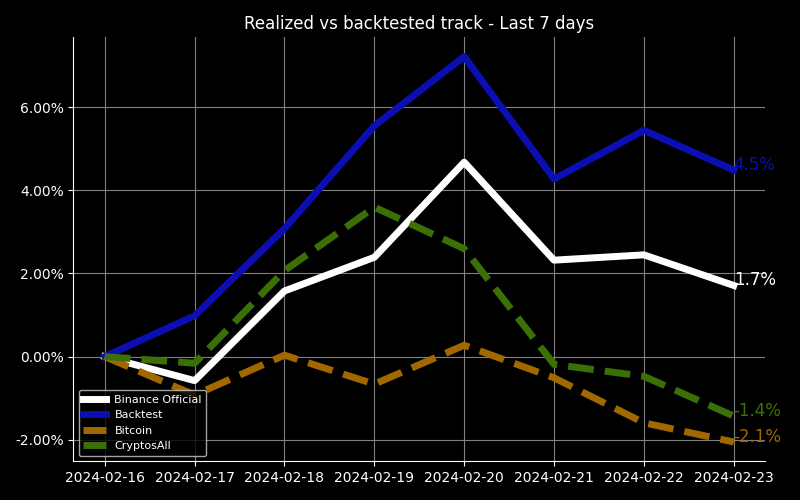 Realized vs backtested track - Last 7 days
6.00%
4.00%
2.00%
0.00%
-2.00%
4.5%
1.7%
-1.4%
-2.1%
Binance Official
Backtest
Bitcoin
CryptosAll
2024-02-16 2024-02-17 2024-02-18 2024-02-19 2024-02-20 2024-02-21 2024-02-22 2024-02-23